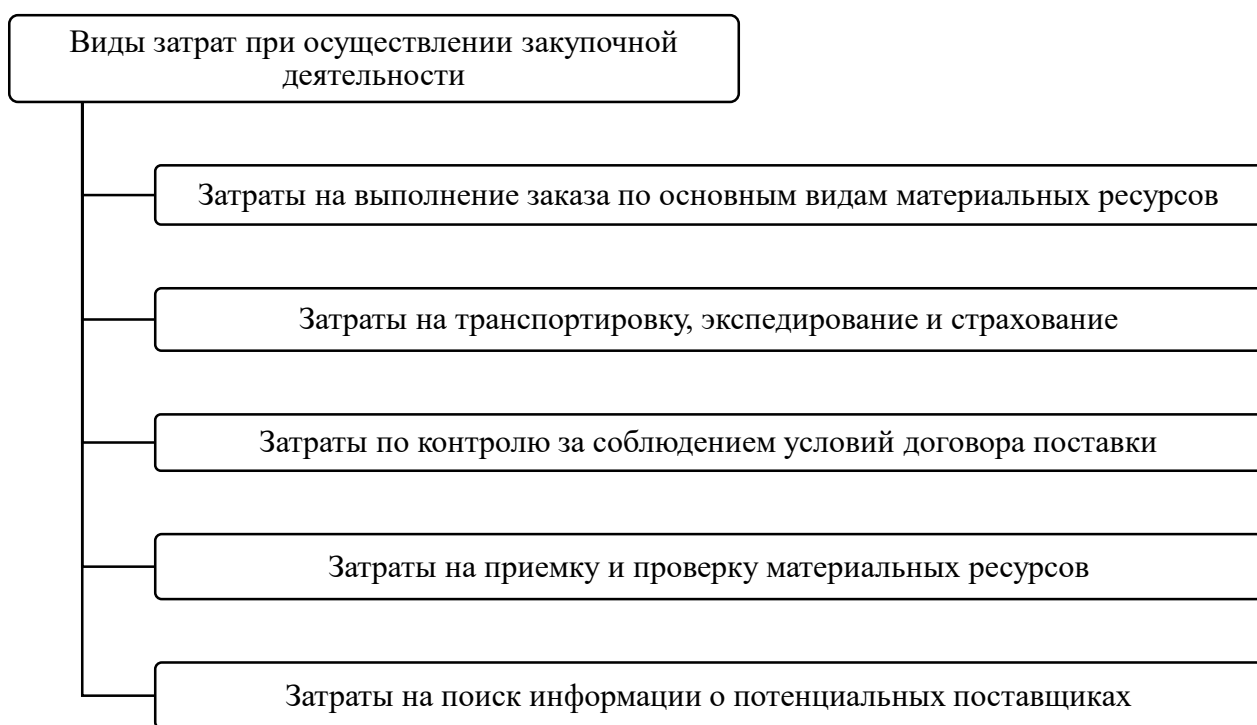 Виды затрат при осуществлении закупочной
деятельности
Затраты на выполнение заказа по основным видам материальных ресурсов
Затраты на транспортировку, экспедирование и страхование
Затраты по контролю за соблюдением условий договора поставки
Затраты на приемку и проверку материальных ресурсов
Затраты на поиск информации о потенциальных поставщиках